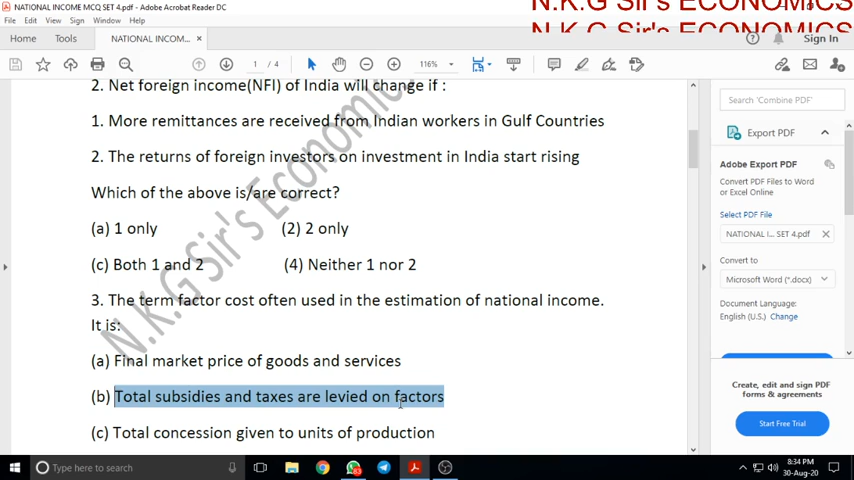 NATIONAL INCOME MCQ SET 4.pdf - Adobe Acrobat Reader DC
N.K.G Sir's ECONOMICS
N.K.G Sir's ECONOMICS
File Edit View Sign Window Help
Home Tools NATIONAL INCOM... × Sign In
1 / 4 116%
2. Net foreign income(NFI) of India will change if :
1. More remittances are received from Indian workers in Gulf Countries
2. The returns of foreign investors on investment in India start rising
Which of the above is/are correct?
(a) 1 only (2) 2 only
(c) Both 1 and 2 (4) Neither 1 nor 2
3. The term factor cost often used in the estimation of national income.
It is:
(a) Final market price of goods and services
(b) Total subsidies and taxes are levied on factors
(c) Total concession given to units of production
N.K.G Sir's Economic
Search 'Combine PDF'
Export PDF
Adobe Export PDF
Convert PDF Files to Word
or Excel Online
Select PDF File
NATIONAL I... SET 4.pdf ×
Convert to
Microsoft Word (*.docx)
Document Language:
English (U.S.) Change
Create, edit and sign PDF
forms & agreements
Start Free Trial
Type here to search
63
8:34 PM
30-Aug-20